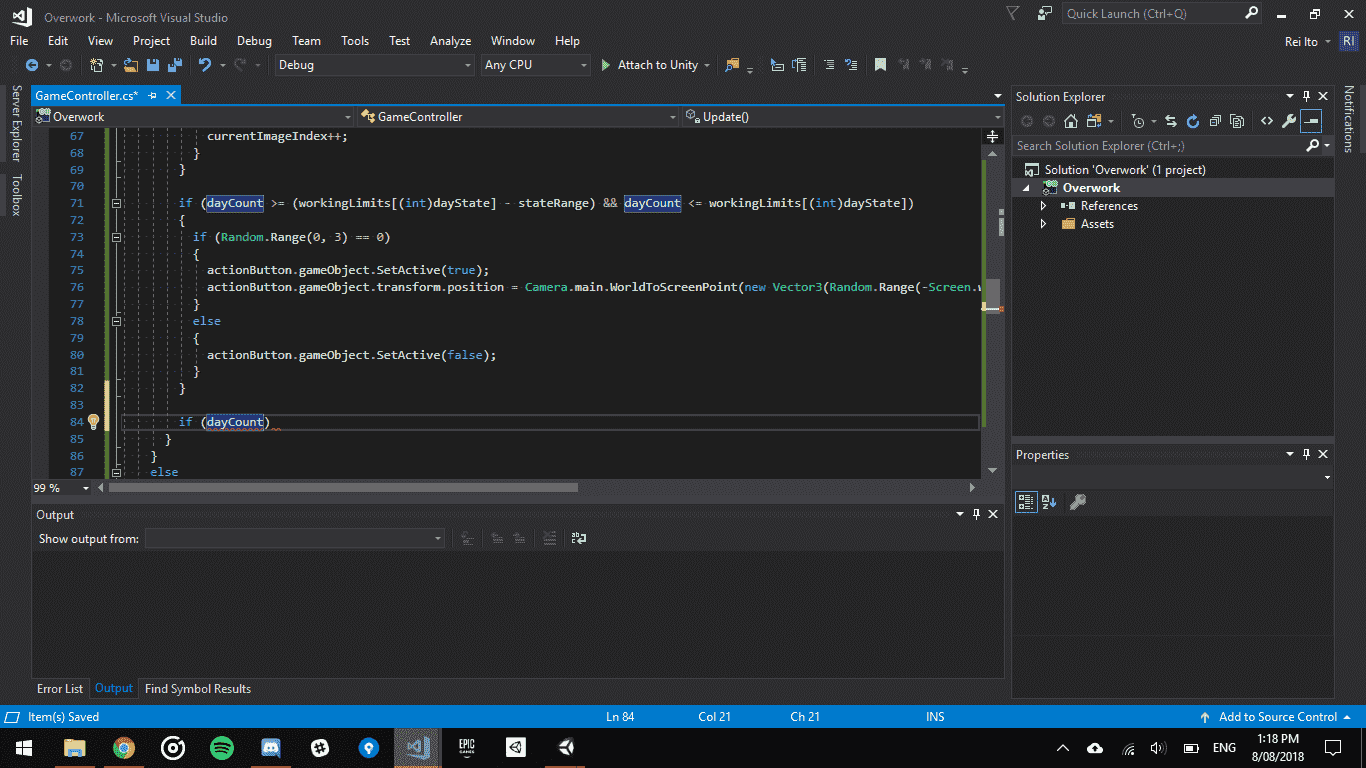 Overwork - Microsoft Visual Studio
Quick Launch (Ctrl+Q)
File Edit View Project Build Debug Team Tools Test Analyze Window Help
Rei Ito RI
Debug Any CPU Attach to Unity
Server Explorer
Toolbox
GameController.cs*
Overwork GameController Update()
67 currentImageIndex++;
68 }
69 }
70
71 if (dayCount >= (workingLimits[(int)dayState] - stateRange) && dayCount <= workingLimits[(int)dayState])
72 {
73 if (Random.Range(0, 3) == 0)
74 {
75 actionButton.gameObject.SetActive(true);
76 actionButton.gameObject.transform.position = Camera.main.WorldToScreenPoint(new Vector3(Random.Range(-Screen.
77 }
78 else
79 {
80 actionButton.gameObject.SetActive(false);
81 }
82 }
83
84 if (dayCount)
85 }
86 }
87 else
99 %
Output
Show output from:
Error List Output Find Symbol Results
Solution Explorer
Search Solution Explorer (Ctrl+;)
Solution 'Overwork' (1 project)
Overwork
References
Assets
Properties
Notifications
Item(s) Saved Ln 84 Col 21 Ch 21 INS Add to Source Control
EPIC GAMES
ENG
1:18 PM
8/08/2018